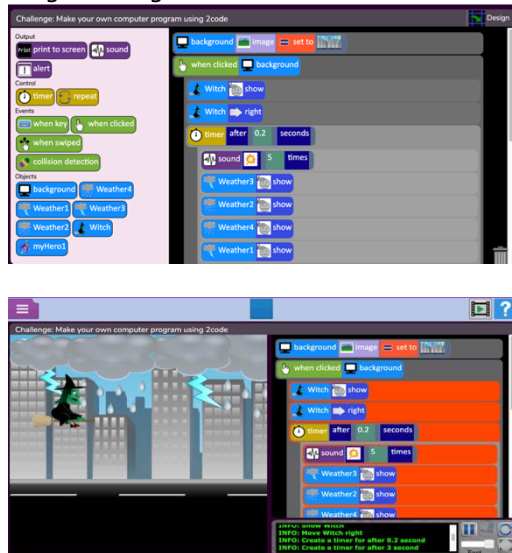 Challenge: Make your own computer program using 2code
Design
Output
Print print to screen sound
alert
Control
timer repeat
Events
when key when clicked
when swiped
collision detection
Objects
background Weather4
Weather1 Weather3
Weather2 Witch
myHero1
background image = set to
when clicked background
Witch show
Witch right
timer after 0.2 seconds
sound 5 times
Weather3 show
Weather2 show
Weather4 show
Weather1 show
?
Challenge: Make your own computer program using 2code
background image = set to
when clicked background
Witch show
Witch right
timer after 0.2 seconds
sound 5 times
Weather3 show
Weather2 show
Weather4 show
INFO: Show Witch
INFO: Move Witch right
INFO: Create a timer for after 0.2 second
INFO: Create a timer for after 3 second